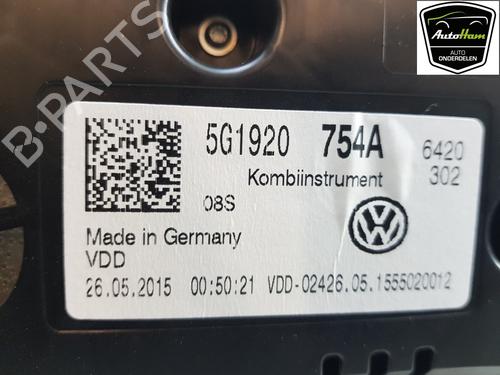 AutoHam
AUTO
ONDERDELEN
B-PARTS
5G1920 754A 6420
Kombiinstrument 302
08S
Made in Germany
VDD
26.05.2015 00:50:21 VDD-02426.05.1555020012